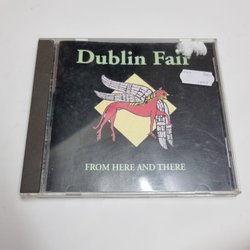 Dublin Fair
FROM HERE AND THERE